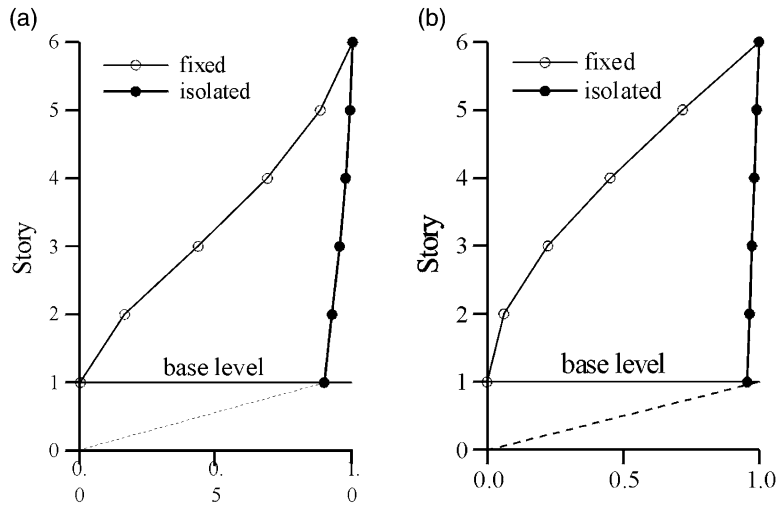 (a)
6
fixed
isolated
5
4
Story
3
2
base level
1
0
0.
0
0.
5
1.
0
(b)
6
fixed
isolated
5
4
Story
3
2
base level
1
0
0.0 0.5 1.0